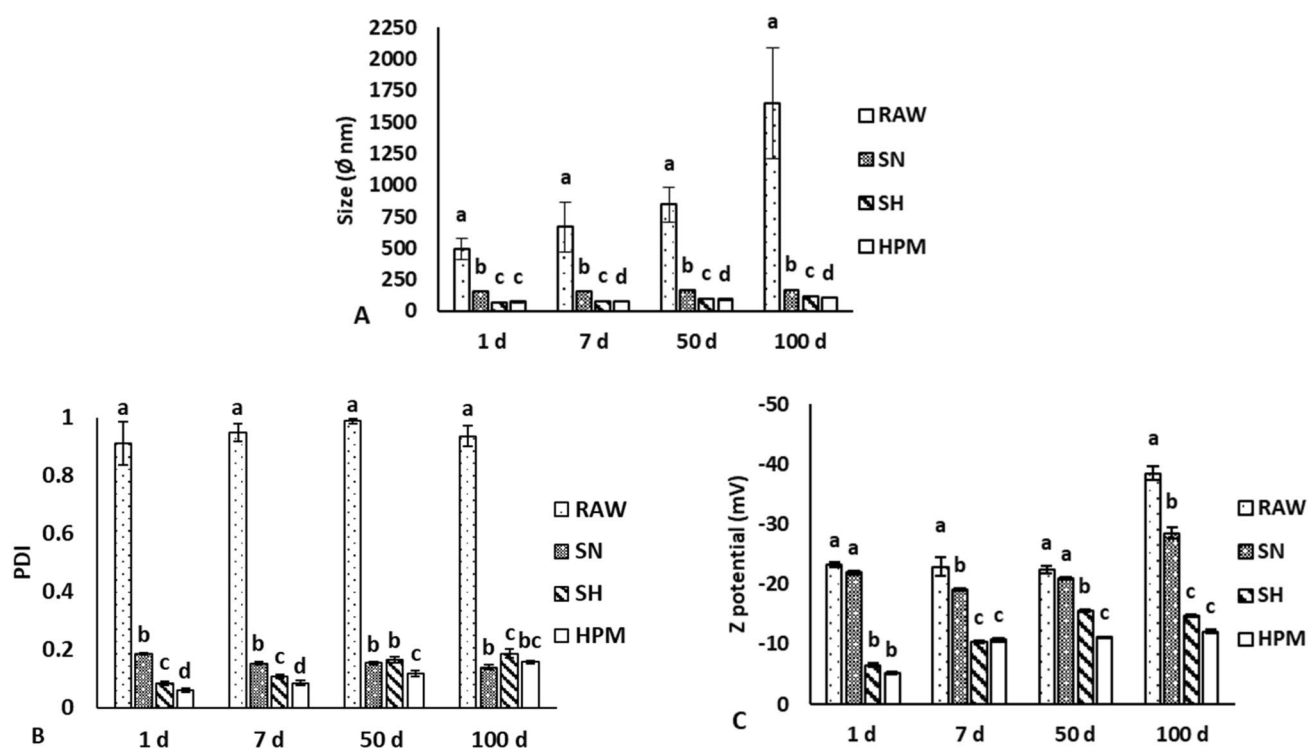 2250
2000
1750
1500
1250
1000
750
500
250
0
Size (Ø nm)
a
b
c
c
a
b
c
d
a
b
c
d
a
b
c
d
1 d
7 d
50 d
100 d
RAW
SN
SH
HPM
A
1
0.8
0.6
0.4
0.2
0
PDI
a
b
c
d
a
b
c
d
a
b
b
c
a
b
c
bc
1 d
7 d
50 d
100 d
RAW
SN
SH
HPM
B
-50
-40
-30
-20
-10
0
Z potential (mV)
a
a
b
b
a
b
c
c
a
a
b
c
a
b
c
c
1 d
7 d
50 d
100 d
RAW
SN
SH
HPM
C